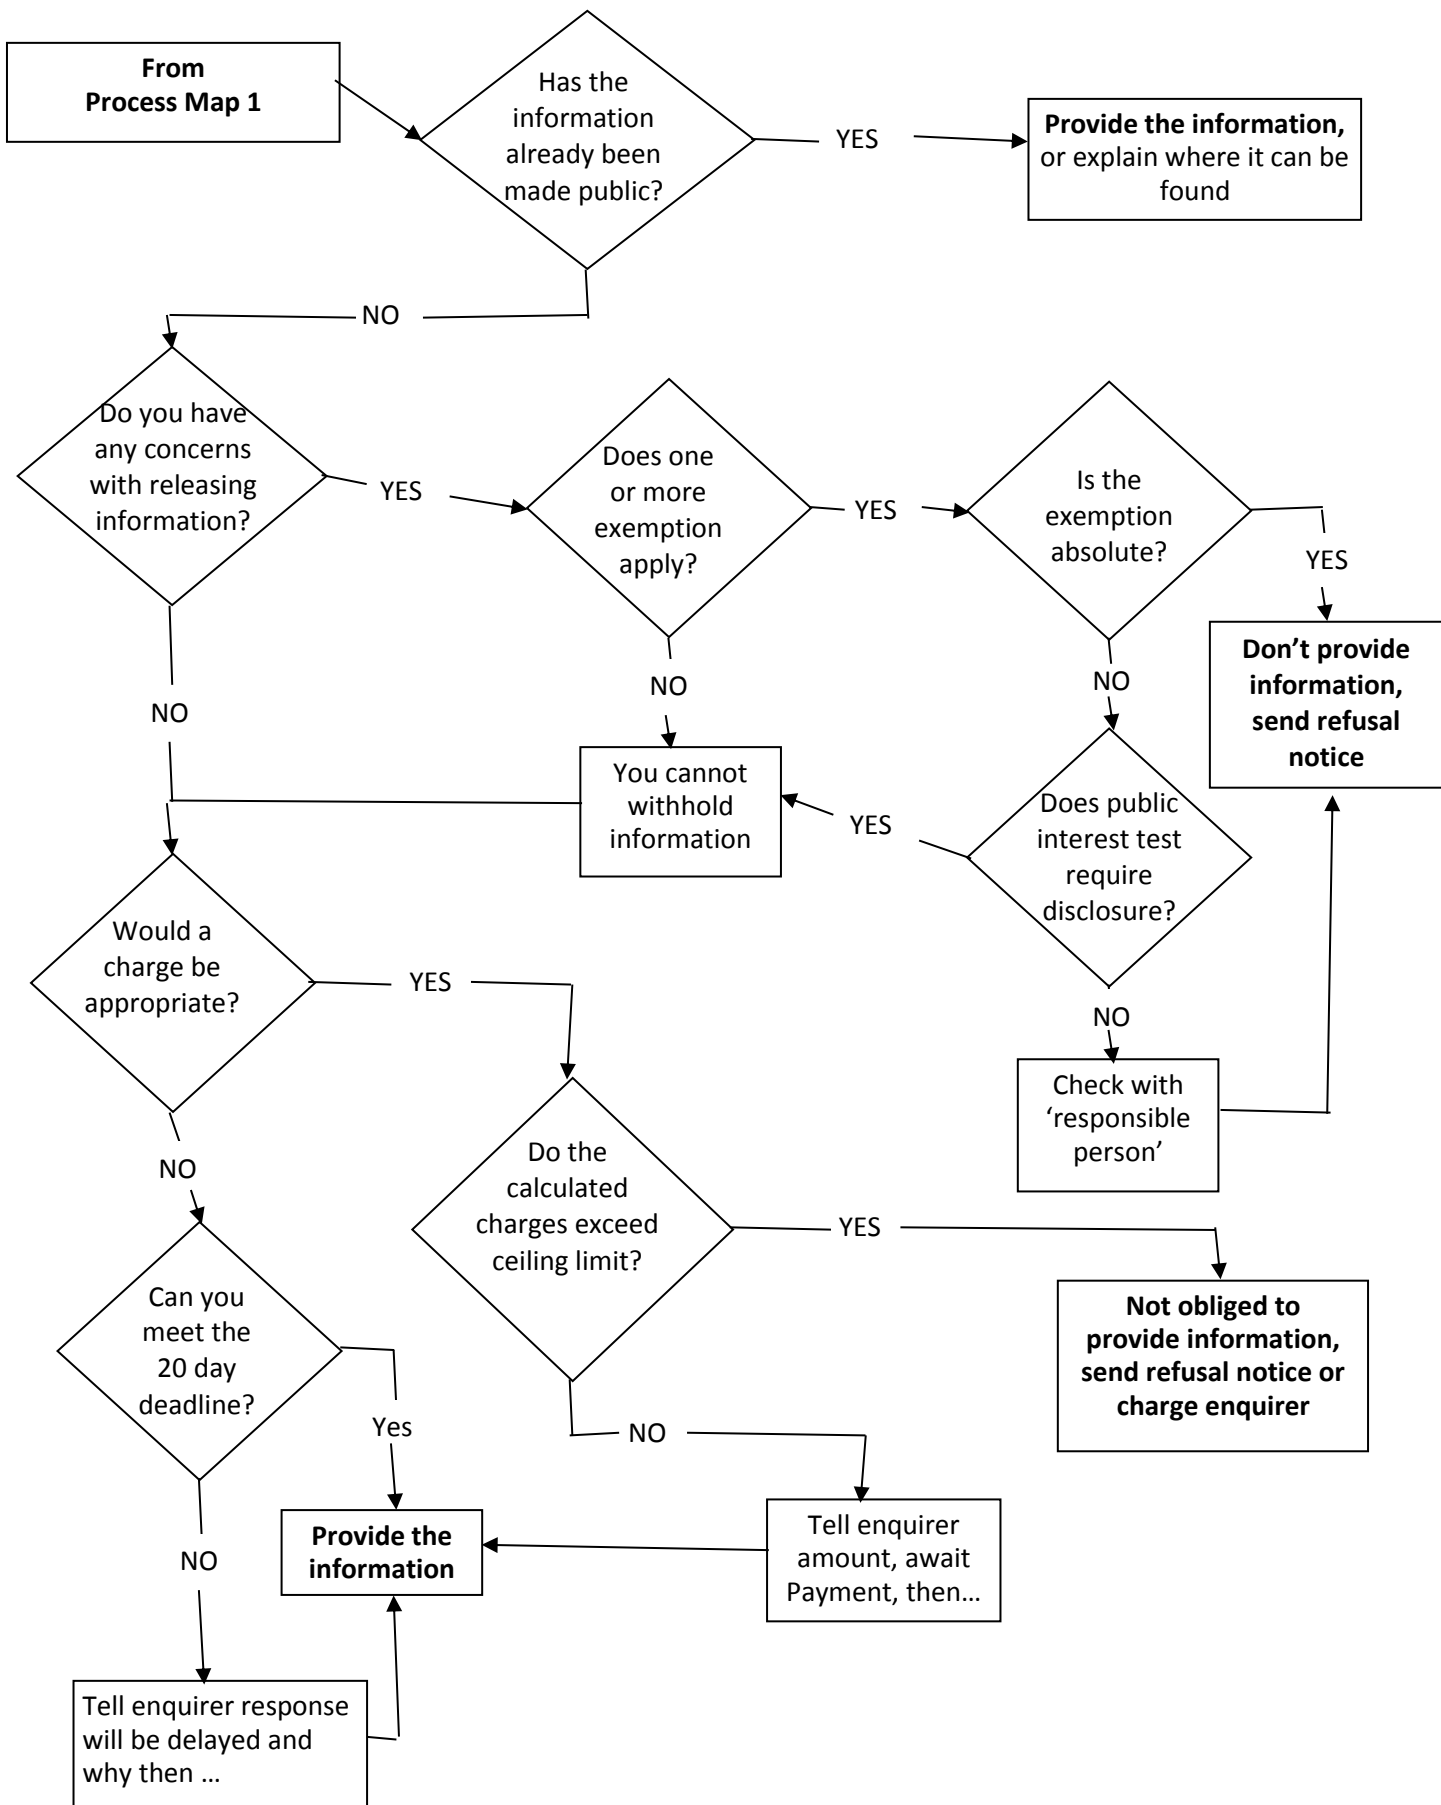 From
Process Map 1
Has the
information
already been
made public?
YES
Provide the information,
or explain where it can be
found
NO
Do you have
any concerns
with releasing
information?
YES
Does one
or more
exemption
apply?
YES
Is the
exemption
absolute?
YES
Don’t provide
information,
send refusal
notice
NO
NO
NO
You cannot
withhold
information
YES
Does public
interest test
require
disclosure?
Would a
charge be
appropriate?
YES
NO
Check with
‘responsible
person’
NO
Do the
calculated
charges exceed
ceiling limit?
YES
Not obliged to
provide information,
send refusal notice or
charge enquirer
Can you
meet the
20 day
deadline?
Yes
NO
NO
Provide the
information
Tell enquirer
amount, await
Payment, then…
Tell enquirer response
will be delayed and
why then …